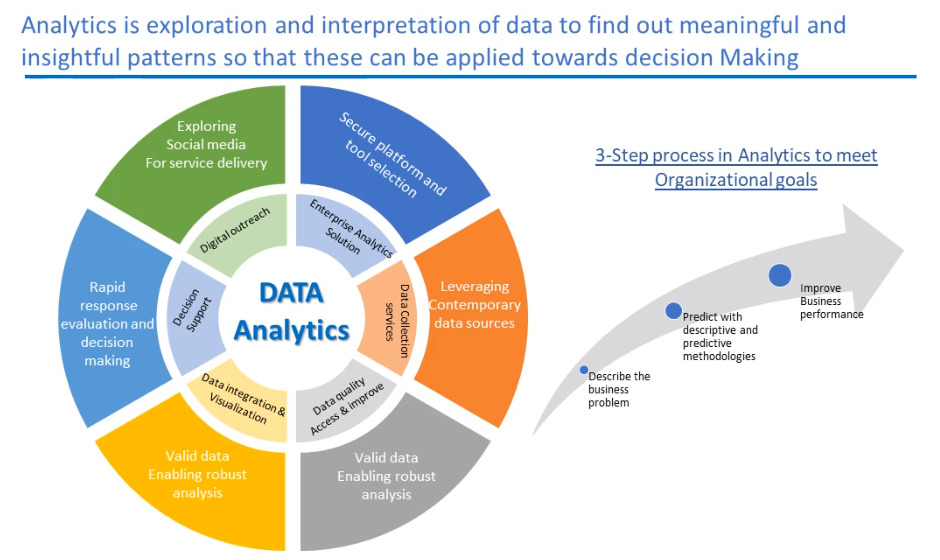 Analytics is exploration and interpretation of data to find out meaningful and
insightful patterns so that these can be applied towards decision Making
Exploring
Social media
For service delivery
Secure platform and
tool selection
Digital outreach
Enterprise Analytics
Solution
Rapid
response
evaluation and
decision
making
Decision
Support
DATA
Analytics
Data Collection
services
Leveraging
Contemporary
data sources
Data integration &
Visualization
Data quality
Access & improve
Valid data
Enabling robust
analysis
Valid data
Enabling robust
analysis
3-Step process in Analytics to meet
Organizational goals
Describe the
business
problem
Predict with
descriptive and
predictive
methodologies
Improve
Business
performance